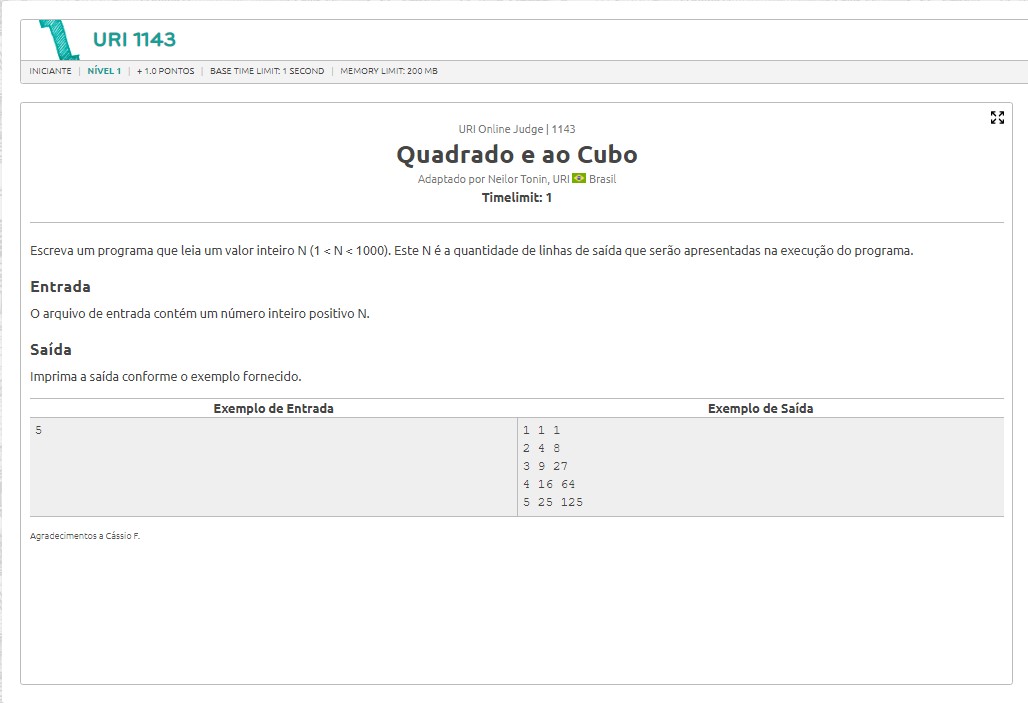 URI 1143
INICIANTE | NÍVEL 1 | + 1.0 PONTOS | BASE TIME LIMIT: 1 SECOND | MEMORY LIMIT: 200 MB
URI Online Judge | 1143
Quadrado e ao Cubo
Adaptado por Neilor Tonin, URI Brasil
Timelimit: 1
Escreva um programa que leia um valor inteiro N (1 < N < 1000). Este N é a quantidade de linhas de saída que serão apresentadas na execução do programa.
Entrada
O arquivo de entrada contém um número inteiro positivo N.
Saída
Imprima a saída conforme o exemplo fornecido.
Exemplo de Entrada Exemplo de Saída
5 1 1 1
2 4 8
3 9 27
4 16 64
5 25 125
Agradecimentos a Cássio F.